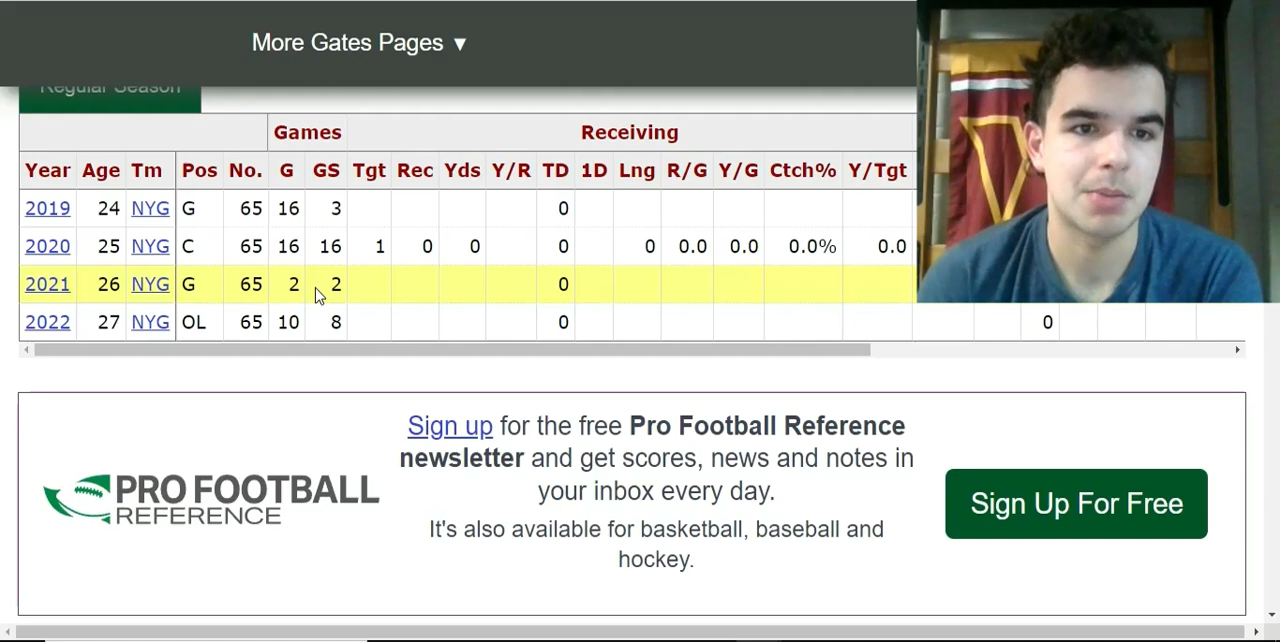 More Gates Pages ▼
Regular Season
Games Receiving
Year Age Tm Pos No. G GS Tgt Rec Yds Y/R TD 1D Lng R/G Y/G Ctch% Y/Tgt
2019 24 NYG G 65 16 3 0
2020 25 NYG C 65 16 16 1 0 0 0 0 0.0 0.0 0.0% 0.0
2021 26 NYG G 65 2 2 0
2022 27 NYG OL 65 10 8 0 0
Sign up for the free Pro Football Reference
newsletter and get scores, news and notes in
your inbox every day.
It's also available for basketball, baseball and
hockey.
PRO FOOTBALL
REFERENCE
Sign Up For Free